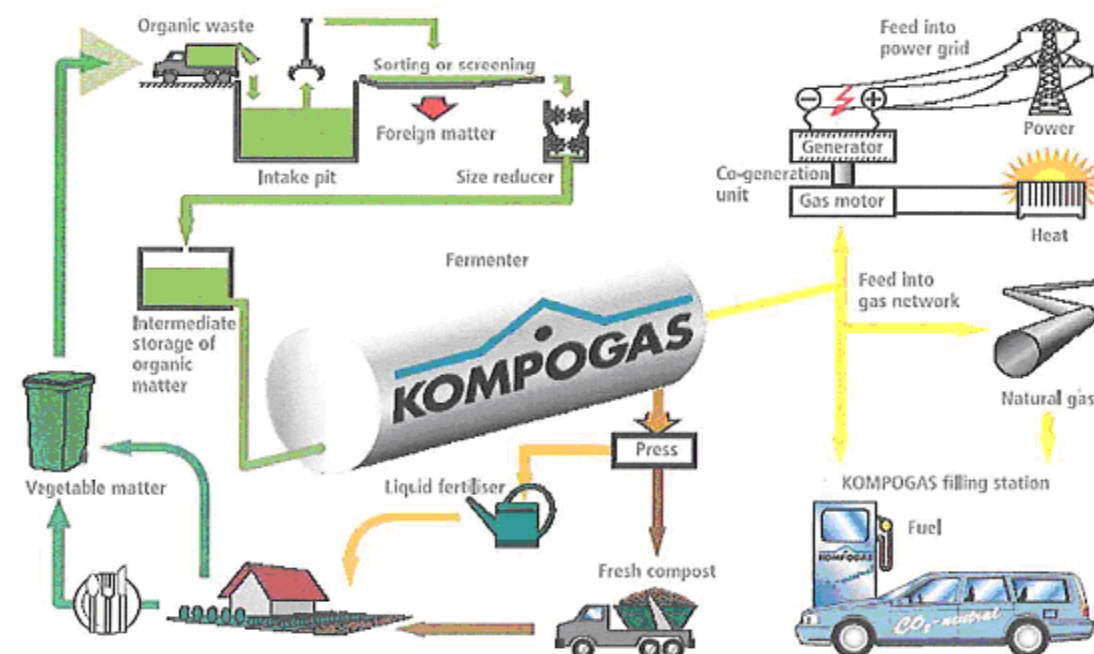 Organic waste
Sorting or screening
Foreign matter
Intake pit
Size reducer
Feed into
power grid
Power
Generator
Co-generation
unit
Gas motor
Heat
Fermenter
Feed into
gas network
Intermediate
storage of
organic
matter
KOMPOGAS
Natural gas
Press
Vegetable matter
Liquid fertiliser
KOMPOGAS filling station
Fuel
KOMPOGAS
Fresh compost
CO₂-neutral